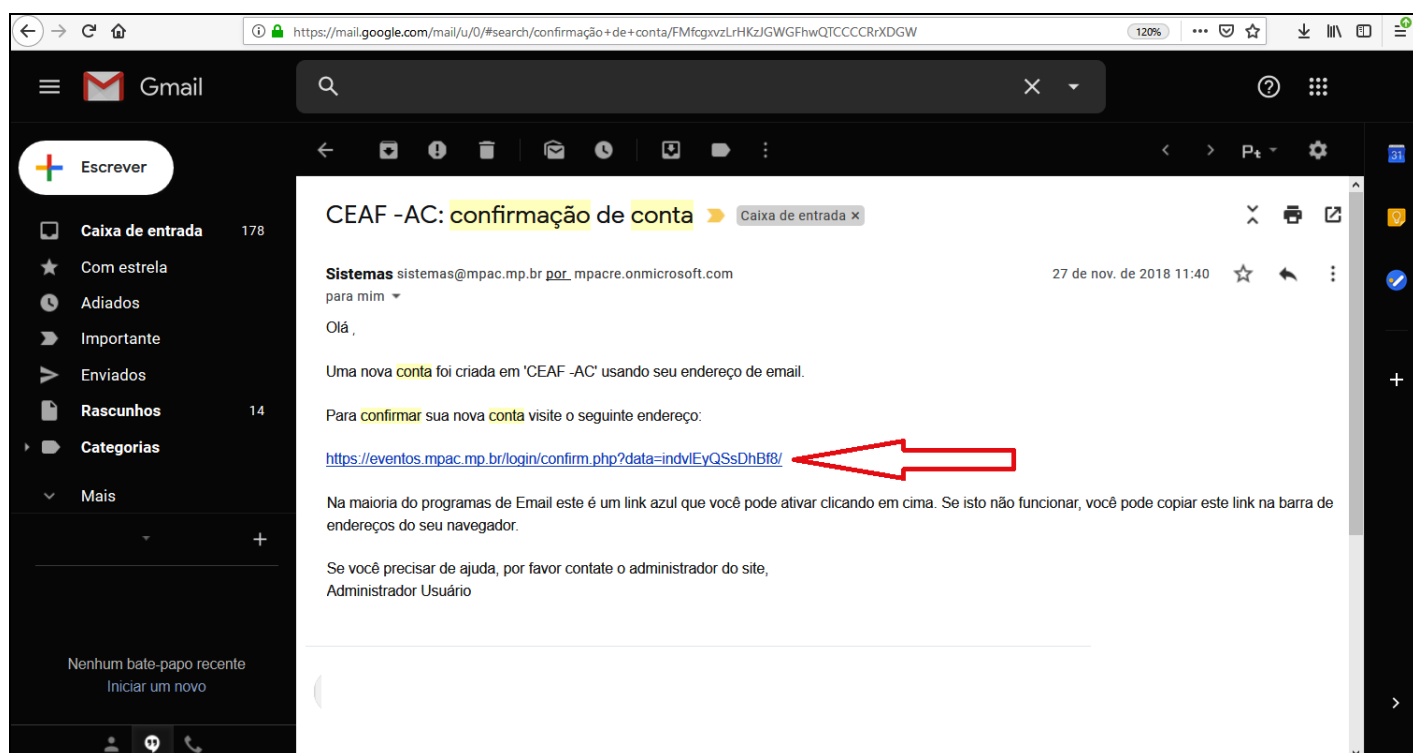 https://mail.google.com/mail/u/0/#search/confirmação+de+conta/FMfcgxvzLrHKzJGWGFhwQTCCCCRrXDGW
120%
Gmail
Pt
31
Escrever
Caixa de entrada 178
Com estrela
Adiados
Importante
Enviados
Rascunhos 14
Categorias
Mais
Nenhum bate-papo recente
Iniciar um novo
CEAF -AC: confirmação de conta Caixa de entrada x
Sistemas sistemas@mpac.mp.br por mpacre.onmicrosoft.com 27 de nov. de 2018 11:40
para mim
Olá ,
Uma nova conta foi criada em 'CEAF -AC' usando seu endereço de email.
Para confirmar sua nova conta visite o seguinte endereço:
https://eventos.mpac.mp.br/login/confirm.php?data=indvlEyQSsDhBf8/
Na maioria do programas de Email este é um link azul que você pode ativar clicando em cima. Se isto não funcionar, você pode copiar este link na barra de
endereços do seu navegador.
Se você precisar de ajuda, por favor contate o administrador do site,
Administrador Usuário